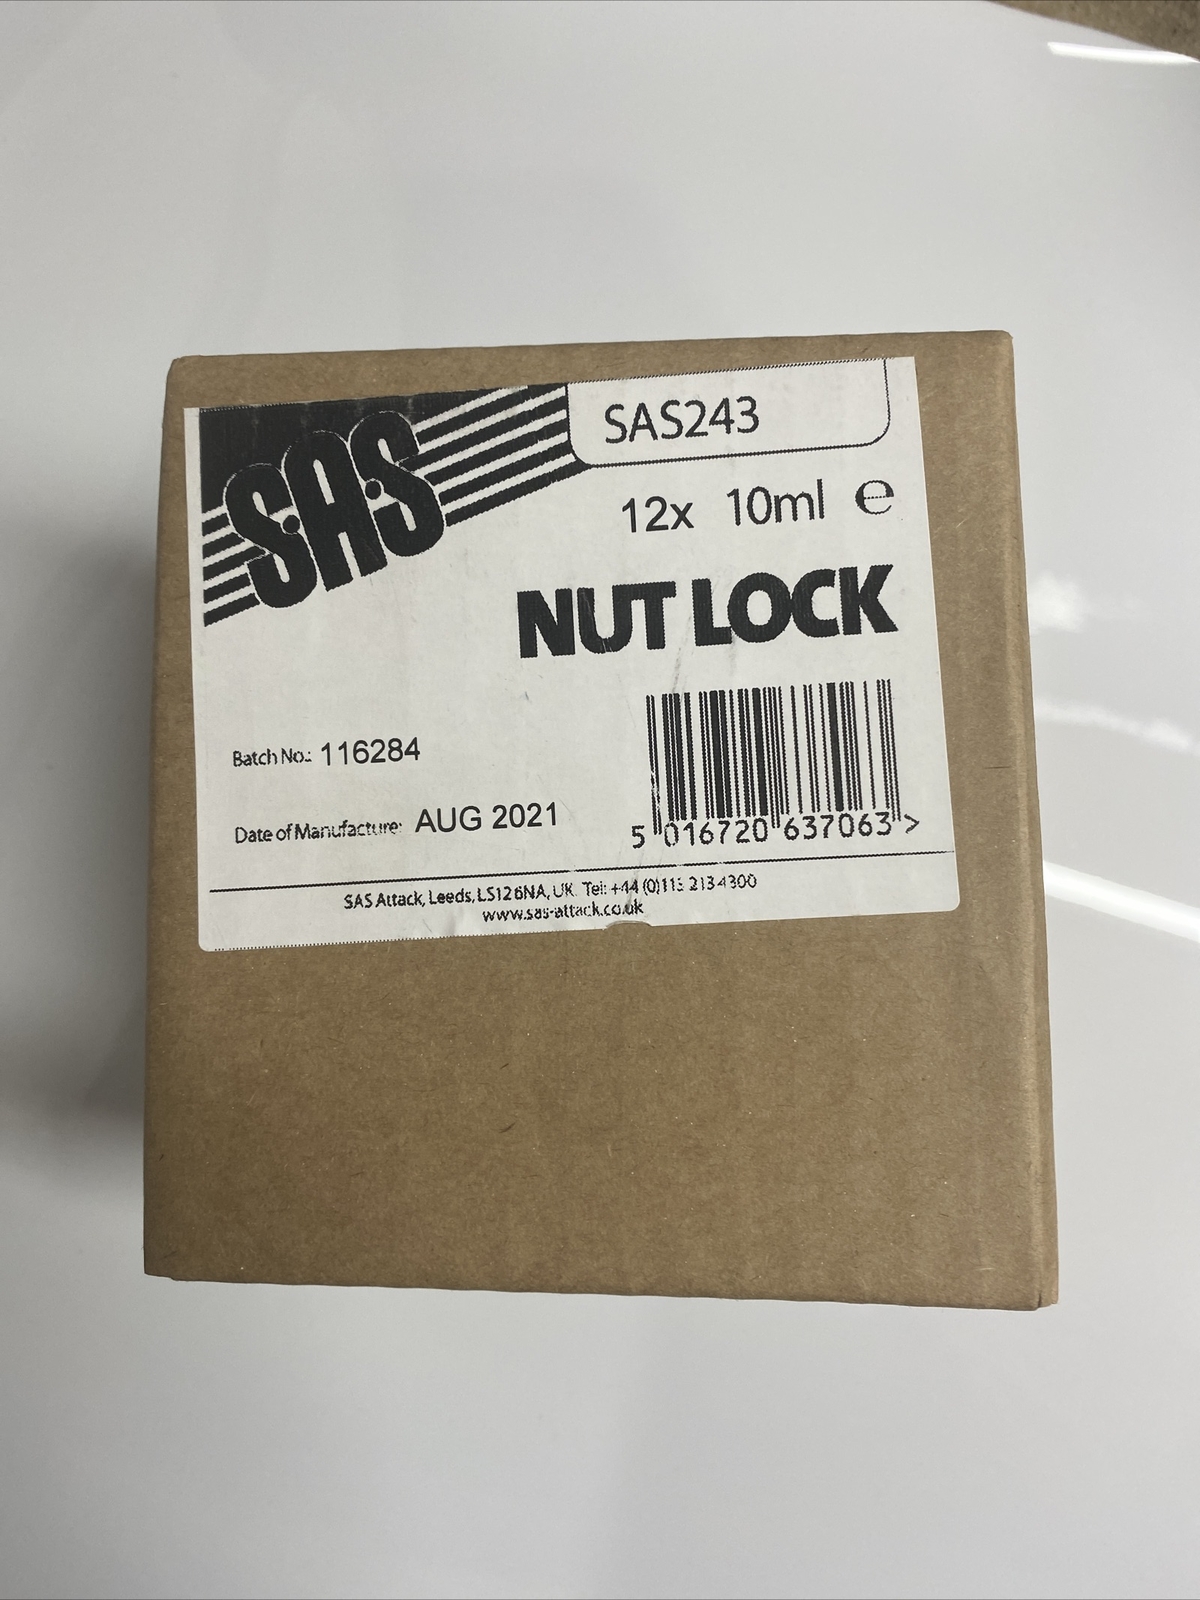 SAS
SAS243
12x 10ml ℮
NUT LOCK
Batch No.: 116284
Date of Manufacture: AUG 2021
5 016720 637063 >
SAS Attack, Leeds, LS12 6NA, UK. Tel: +44 (0)113 2134300
www.sas-attack.co.uk